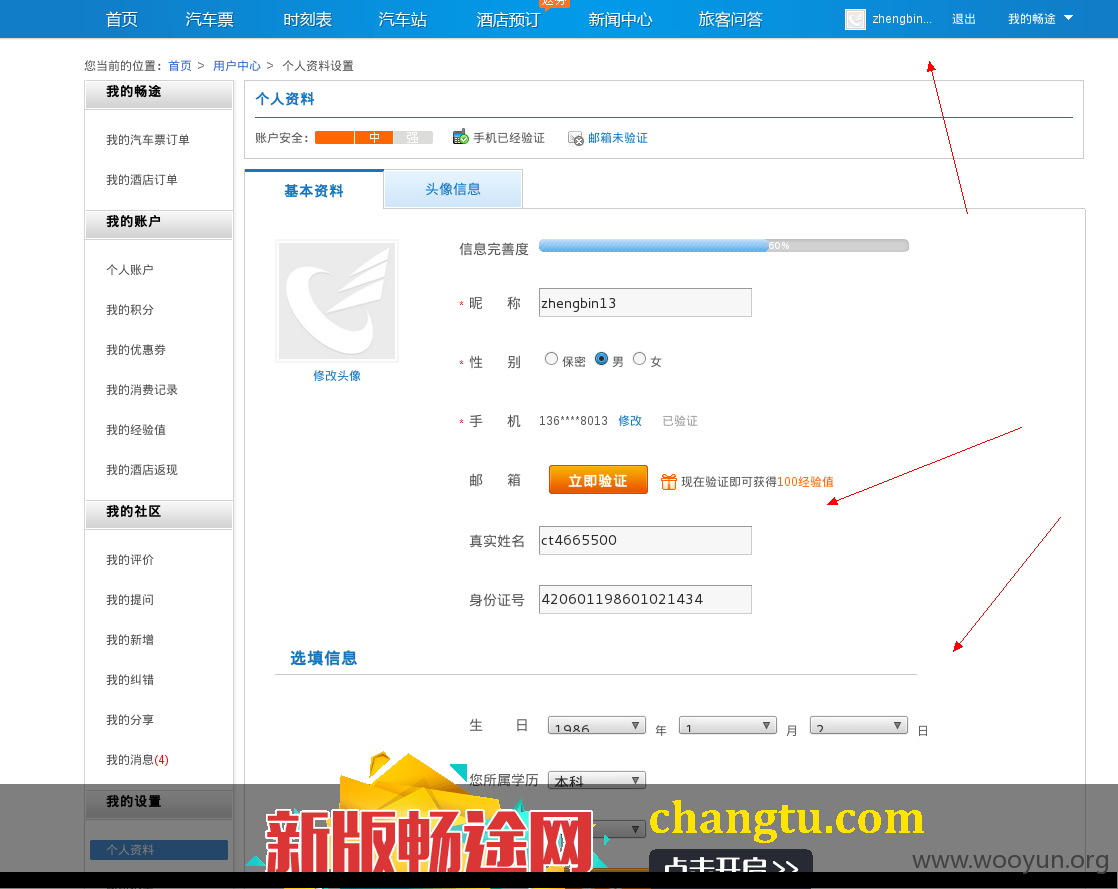 首页 汽车票 时刻表 汽车站 酒店预订 返券 新闻中心 旅客问答 zhengbin... 退出 我的畅途
您当前的位置: 首页 > 用户中心 > 个人资料设置
我的畅途
我的汽车票订单
我的酒店订单
我的账户
个人账户
我的积分
我的优惠券
我的消费记录
我的经验值
我的酒店返现
我的社区
我的评价
我的提问
我的新增
我的纠错
我的分享
我的消息(4)
我的设置
个人资料
个人资料
账户安全: 中 强 手机已经验证 邮箱未验证
基本资料 头像信息
修改头像
信息完善度 60%
* 昵 称 zhengbin13
* 性 别 保密 男 女
* 手 机 136****8013 修改 已验证
邮 箱 立即验证 现在验证即可获得100经验值
真实姓名 ct4665500
身份证号 420601198601021434
选填信息
生 日 1986 年 1 月 2 日
您所属学历 本科
新版畅途网 changtu.com
点击开启>>
www.wooyun.org